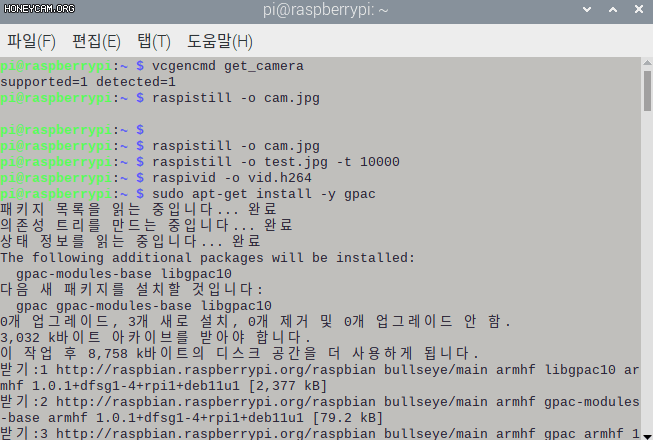 HONEYCAM.ORG
pi@raspberrypi: ~
파일(F) 편집(E) 탭(T) 도움말(H)
pi@raspberrypi:~ $ vcgencmd get_camera
supported=1 detected=1
pi@raspberrypi:~ $ raspistill -o cam.jpg
pi@raspberrypi:~ $
pi@raspberrypi:~ $ raspistill -o cam.jpg
pi@raspberrypi:~ $ raspistill -o test.jpg -t 10000
pi@raspberrypi:~ $ raspivid -o vid.h264
pi@raspberrypi:~ $ sudo apt-get install -y gpac
패키지 목록을 읽는 중입니다... 완료
의존성 트리를 만드는 중입니다... 완료
상태 정보를 읽는 중입니다... 완료
The following additional packages will be installed:
  gpac-modules-base libgpac10
다음 새 패키지를 설치할 것입니다:
  gpac gpac-modules-base libgpac10
0개 업그레이드, 3개 새로 설치, 0개 제거 및 0개 업그레이드 안 함.
3,032 k바이트 아카이브를 받아야 합니다.
이 작업 후 8,758 k바이트의 디스크 공간을 더 사용하게 됩니다.
받기:1 http://raspbian.raspberrypi.org/raspbian bullseye/main armhf libgpac10 ar
mhf 1.0.1+dfsg1-4+rpi1+deb11u1 [2,377 kB]
받기:2 http://raspbian.raspberrypi.org/raspbian bullseye/main armhf gpac-modules
-base armhf 1.0.1+dfsg1-4+rpi1+deb11u1 [79.2 kB]
받기:3 http://raspbian.raspberrypi.org/raspbian bullseye/main armhf gpac armhf 1